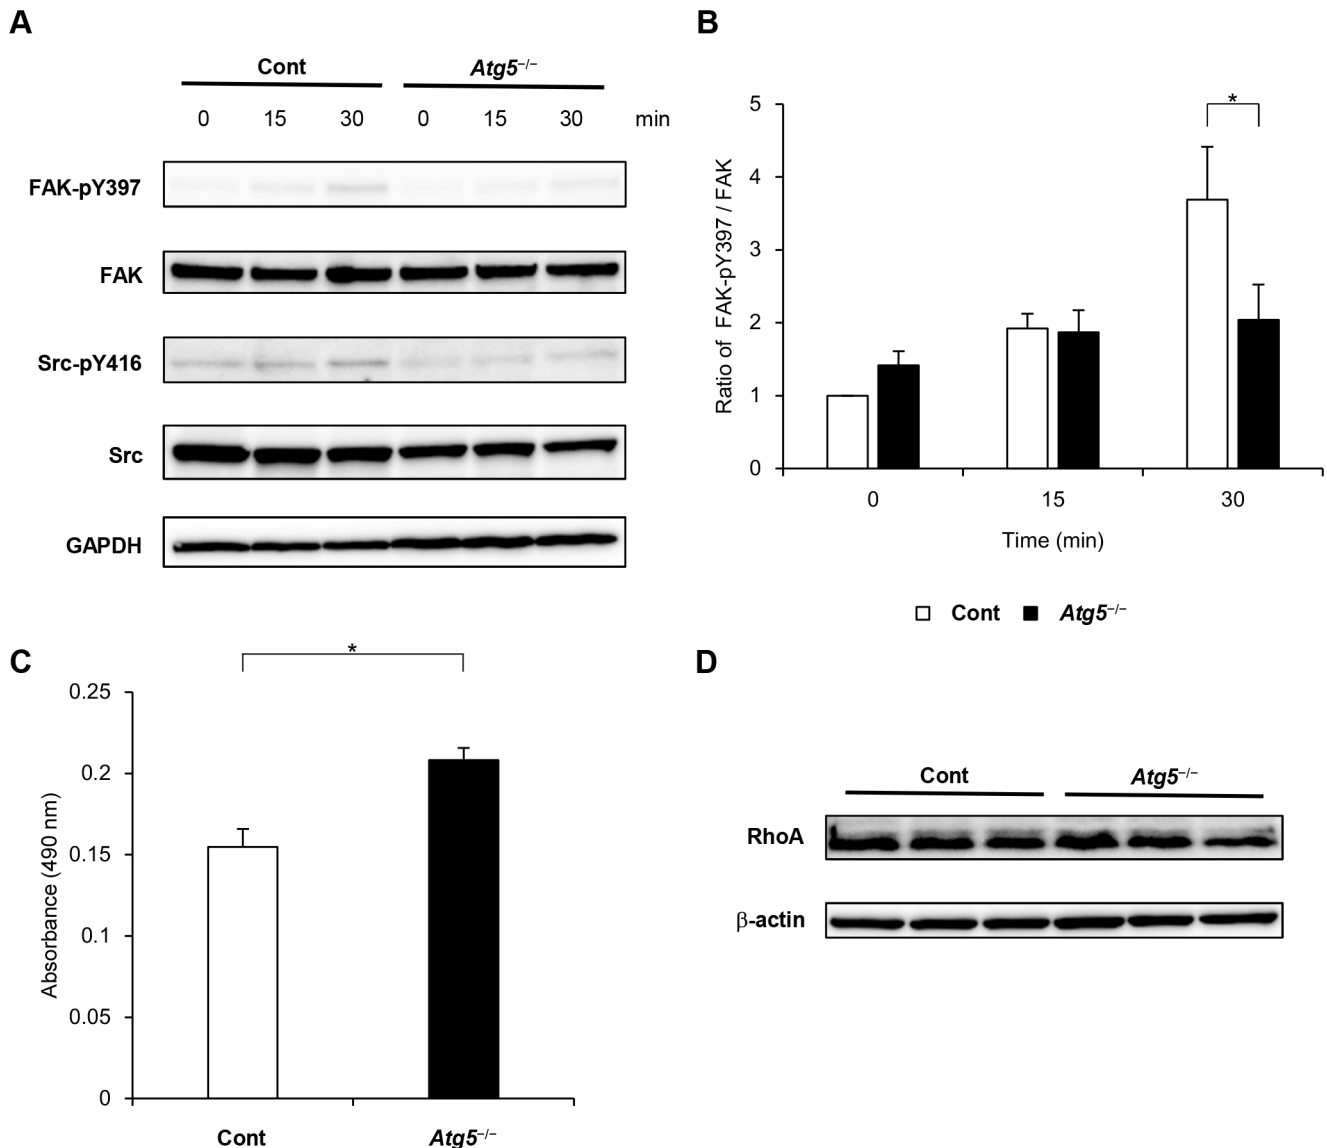 A
Cont Atg5−/−
0 15 30 0 15 30 min
FAK-pY397
FAK
Src-pY416
Src
GAPDH
B
*
5
4
3
2
1
0
Ratio of FAK-pY397 / FAK
0 15 30
Time (min)
Cont Atg5−/−
C
*
0.25
0.2
0.15
0.1
0.05
0
Absorbance (490 nm)
Cont Atg5−/−
D
Cont Atg5−/−
RhoA
β-actin